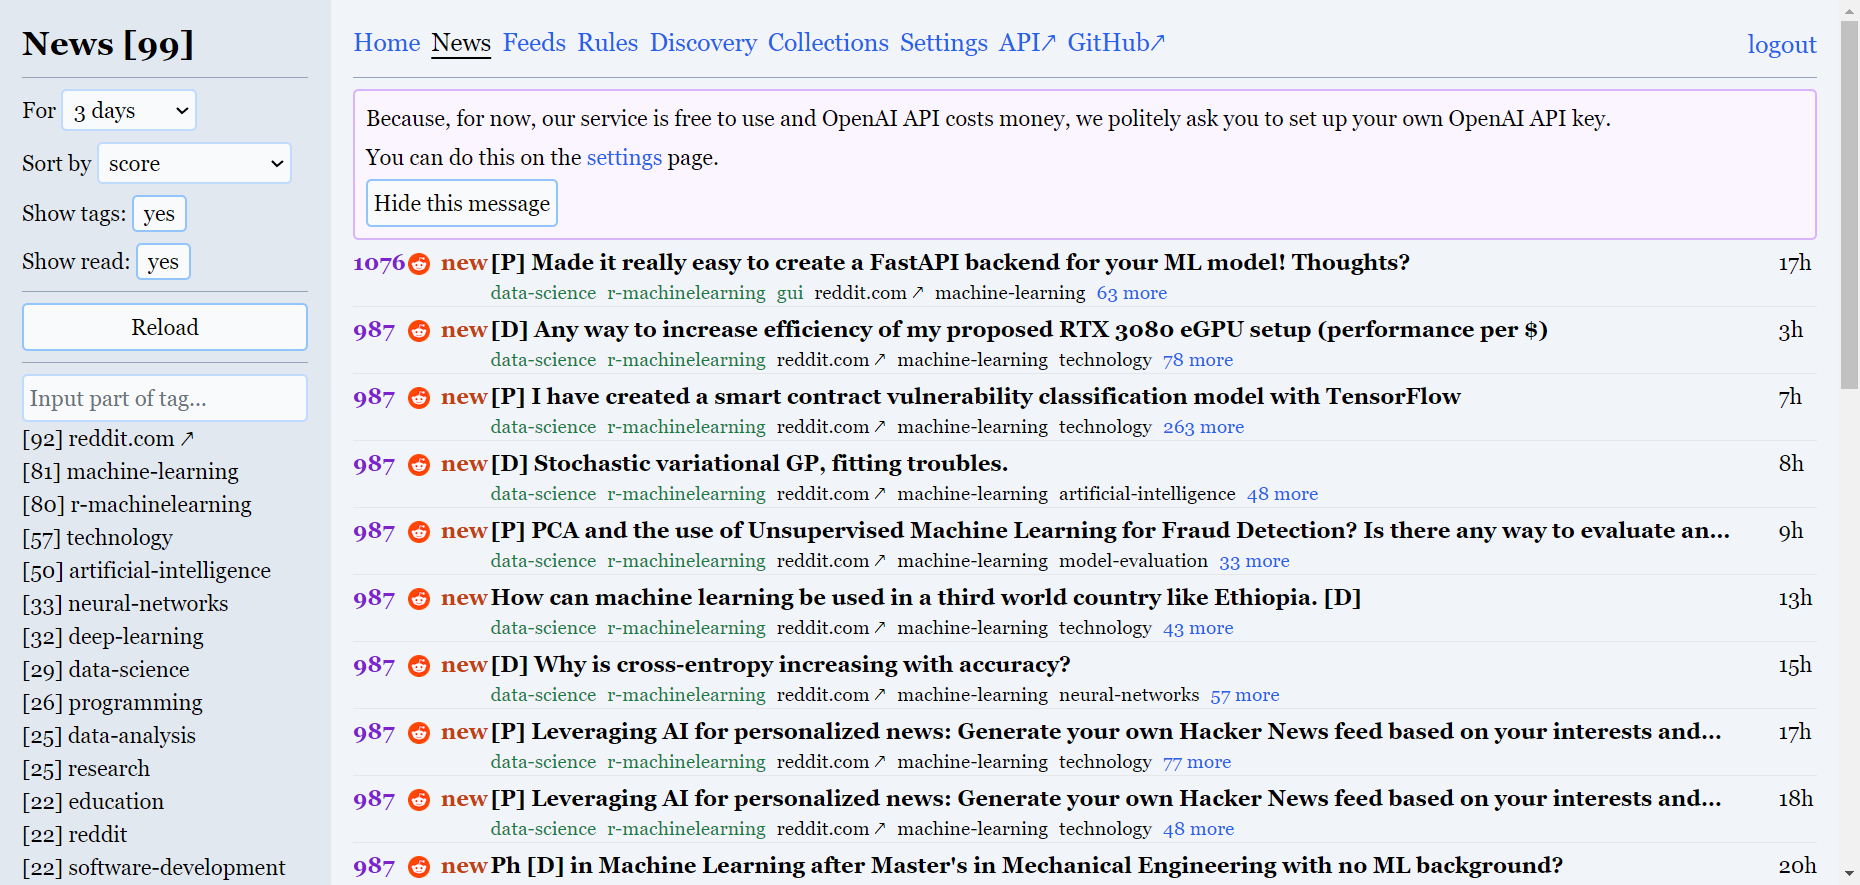 News [99]
For 3 days
Sort by score
Show tags: yes
Show read: yes
Reload
Input part of tag...
[92] reddit.com ↗
[81] machine-learning
[80] r-machinelearning
[57] technology
[50] artificial-intelligence
[33] neural-networks
[32] deep-learning
[29] data-science
[26] programming
[25] data-analysis
[25] research
[22] education
[22] reddit
[22] software-development
Home News Feeds Rules Discovery Collections Settings API↗ GitHub↗ logout
Because, for now, our service is free to use and OpenAI API costs money, we politely ask you to set up your own OpenAI API key.
You can do this on the settings page.
Hide this message
1076 new [P] Made it really easy to create a FastAPI backend for your ML model! Thoughts? 17h
data-science r-machinelearning gui reddit.com ↗ machine-learning 63 more
987 new [D] Any way to increase efficiency of my proposed RTX 3080 eGPU setup (performance per $) 3h
data-science r-machinelearning reddit.com ↗ machine-learning technology 78 more
987 new [P] I have created a smart contract vulnerability classification model with TensorFlow 7h
data-science r-machinelearning reddit.com ↗ machine-learning technology 263 more
987 new [D] Stochastic variational GP, fitting troubles. 8h
data-science r-machinelearning reddit.com ↗ machine-learning artificial-intelligence 48 more
987 new [P] PCA and the use of Unsupervised Machine Learning for Fraud Detection? Is there any way to evaluate an... 9h
data-science r-machinelearning reddit.com ↗ machine-learning model-evaluation 33 more
987 new How can machine learning be used in a third world country like Ethiopia. [D] 13h
data-science r-machinelearning reddit.com ↗ machine-learning technology 43 more
987 new [D] Why is cross-entropy increasing with accuracy? 15h
data-science r-machinelearning reddit.com ↗ machine-learning neural-networks 57 more
987 new [P] Leveraging AI for personalized news: Generate your own Hacker News feed based on your interests and... 17h
data-science r-machinelearning reddit.com ↗ machine-learning technology 77 more
987 new [P] Leveraging AI for personalized news: Generate your own Hacker News feed based on your interests and... 18h
data-science r-machinelearning reddit.com ↗ machine-learning technology 48 more
987 new Ph [D] in Machine Learning after Master's in Mechanical Engineering with no ML background? 20h